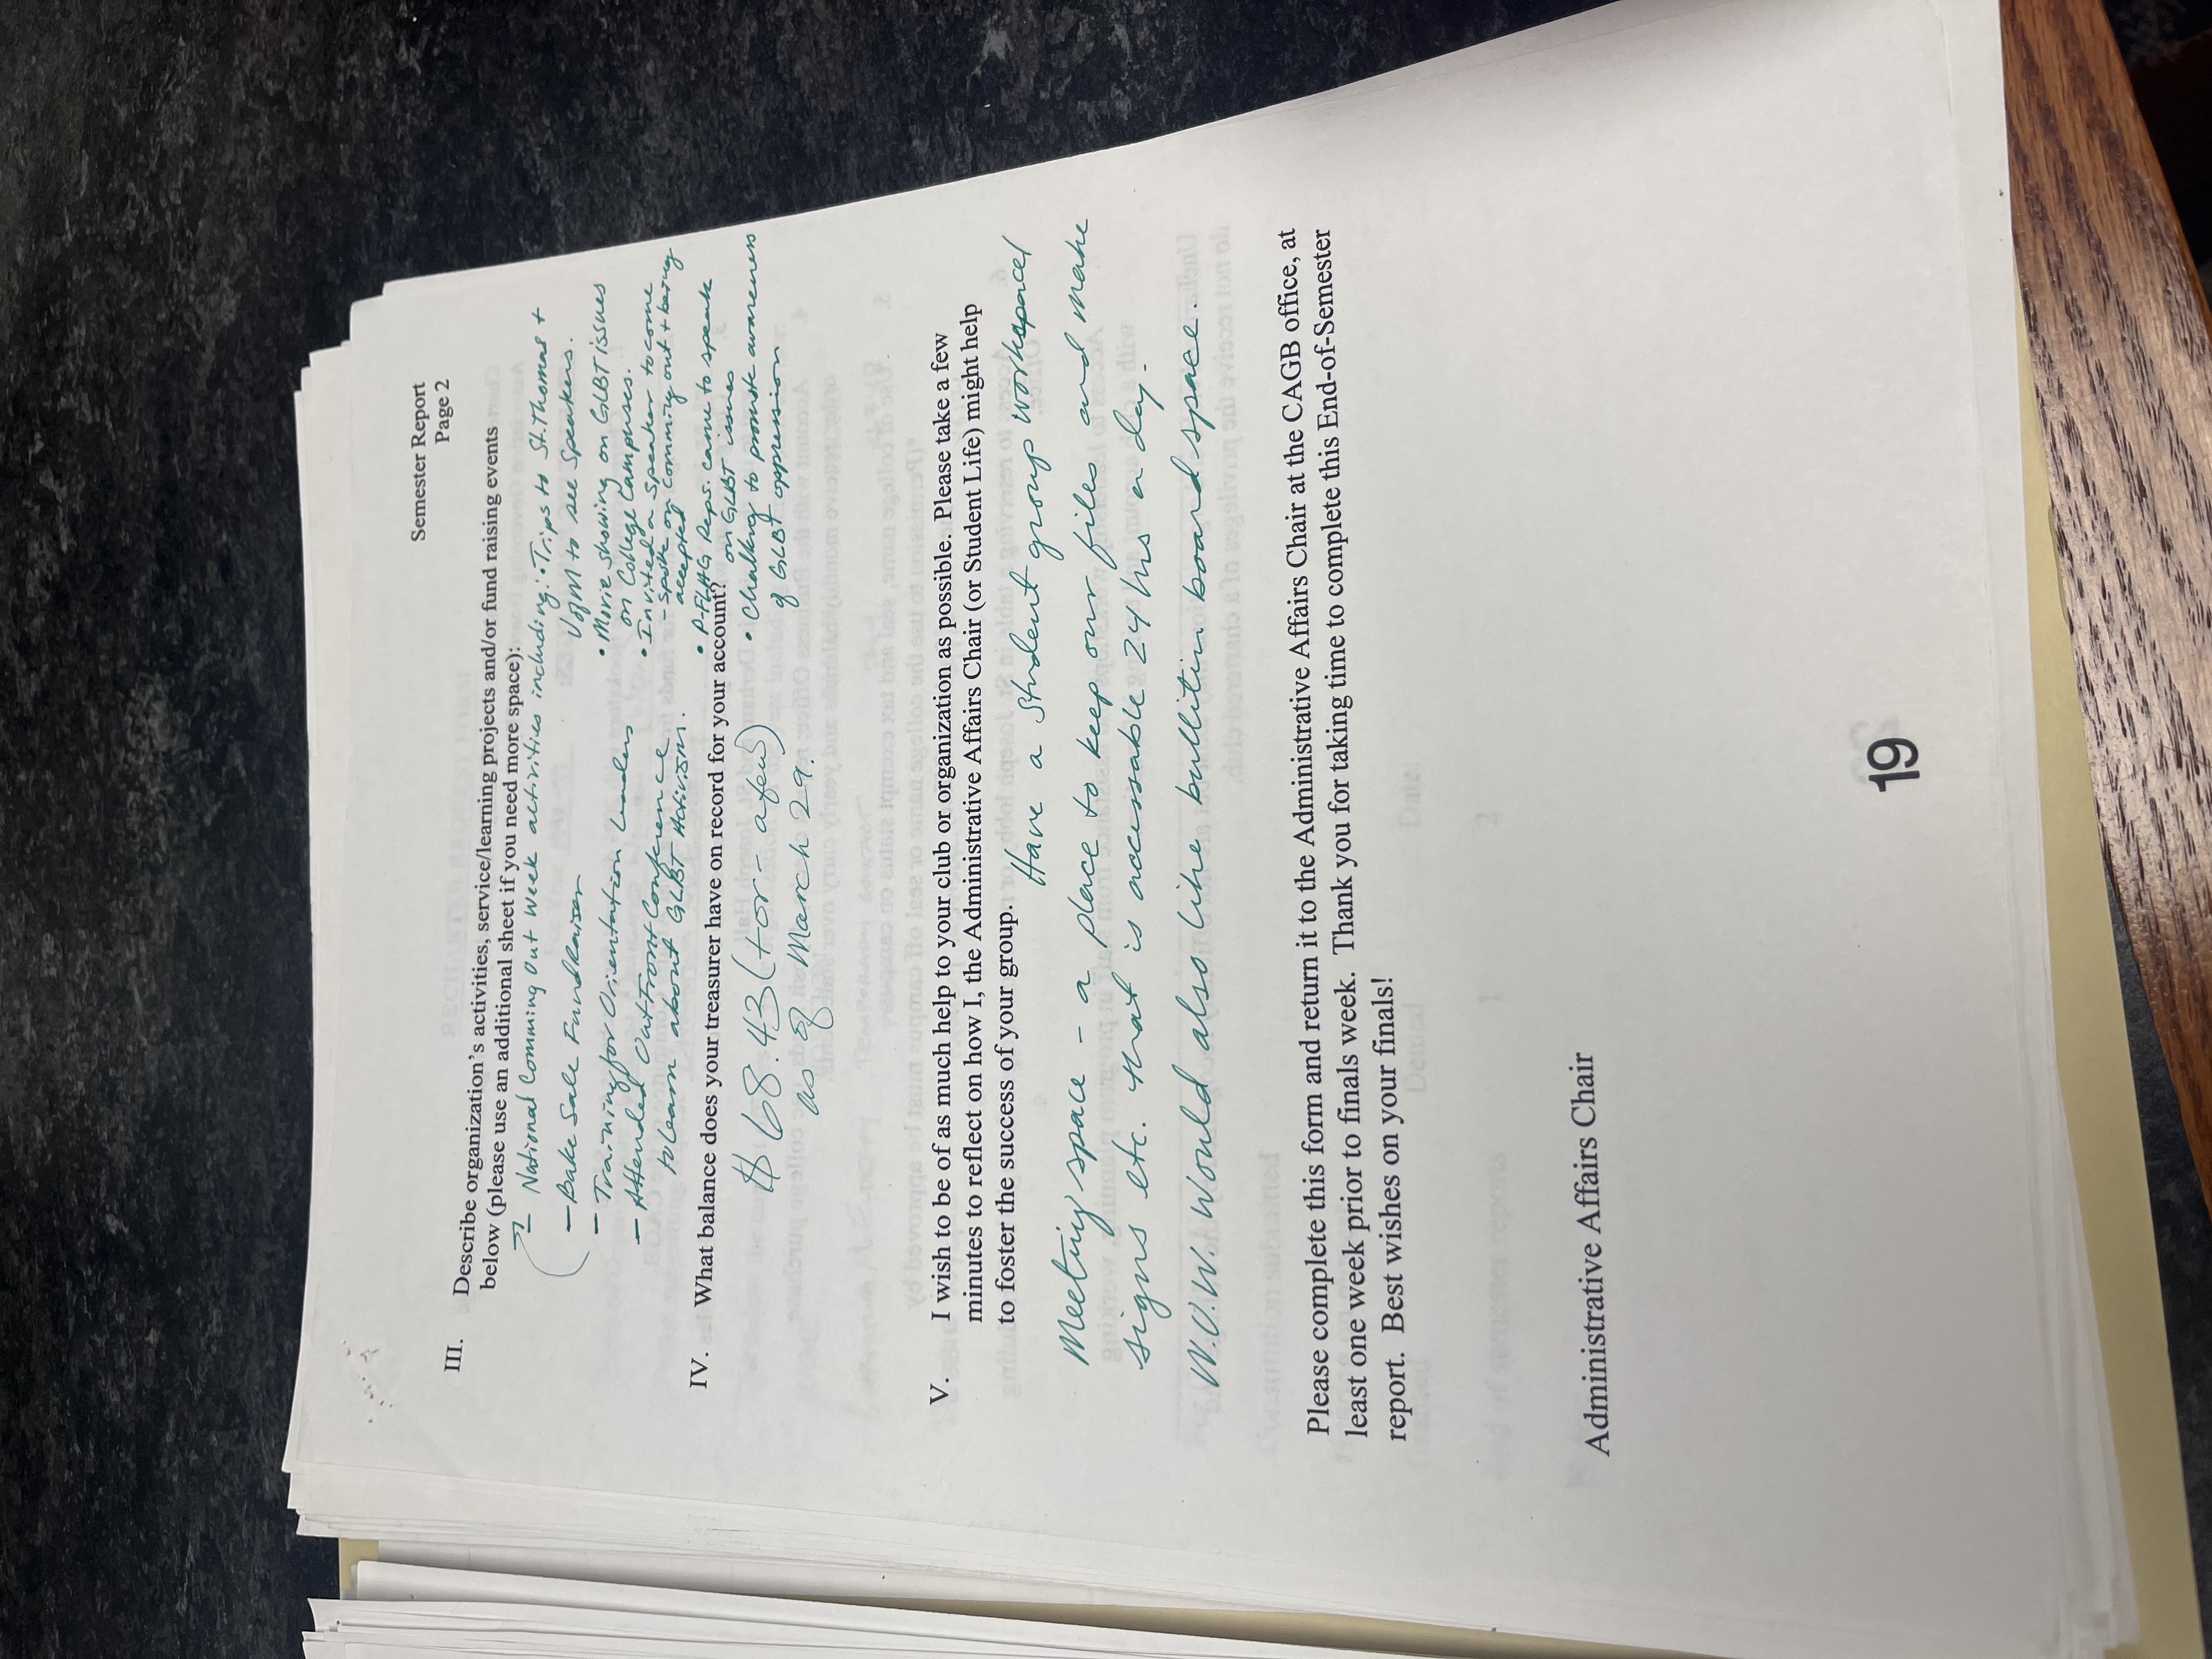 Semester Report
Page 2
III. Describe organization's activities, service/learning projects and/or fund raising events
below (please use an additional sheet if you need more space):
- National Comming Out Week activities including:
• Trips to St. Thomas +
U of M to see Speakers.
• Movie showing on GLBT issues
on College Campuses.
• Invited a speaker to come
- spoke on comming out + being
accepted
• P-FLAG Reps. came to speak
on GLBT issues
• Chalking to promote awareness
of GLBT oppression
- Bake Sale FundRaiser
- Training for Orientation Leaders
- Attended OutFront Conference
to learn about GLBT Activism.
IV. What balance does your treasurer have on record for your account?
$68.43 (+ or - a few)
as of March 29.
V. I wish to be of as much help to your club or organization as possible. Please take a few
minutes to reflect on how I, the Administrative Affairs Chair (or Student Life) might help
to foster the success of your group.
Have a student group workspace/
Meeting space - a place to keep our files and make
signs etc. that is accessable 24 hrs a day.
W.O.W. Would also like bullitin board space.
Please complete this form and return it to the Administrative Affairs Chair at the CAGB office, at
least one week prior to finals week. Thank you for taking time to complete this End-of-Semester
report. Best wishes on your finals!
Administrative Affairs Chair
19